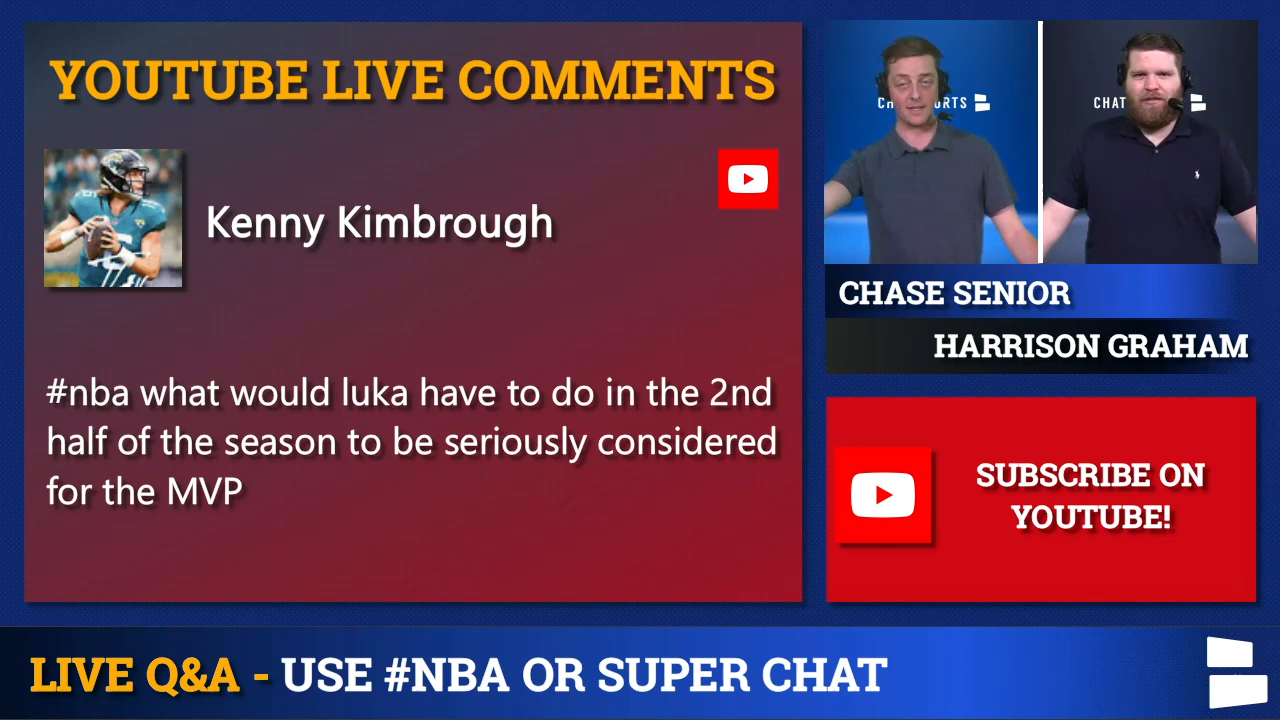 YOUTUBE LIVE COMMENTS
Kenny Kimbrough
#nba what would luka have to do in the 2nd
half of the season to be seriously considered
for the MVP
CHAT
CHASE SENIOR
HARRISON GRAHAM
SUBSCRIBE ON
YOUTUBE!
LIVE Q&A - USE #NBA OR SUPER CHAT